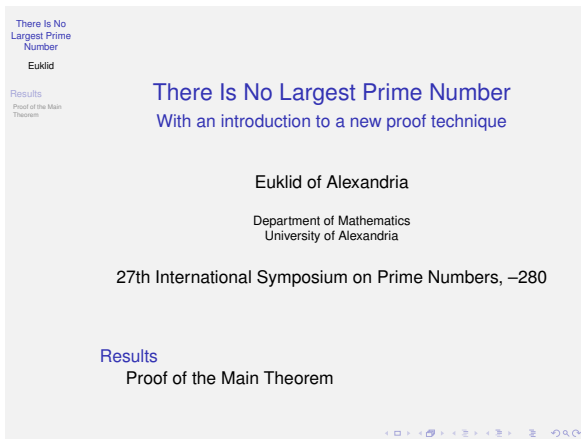 There Is No
Largest Prime
Number
Euklid
Results
Proof of the Main
Theorem
There Is No Largest Prime Number
With an introduction to a new proof technique
Euklid of Alexandria
Department of Mathematics
University of Alexandria
27th International Symposium on Prime Numbers, –280
Results
Proof of the Main Theorem